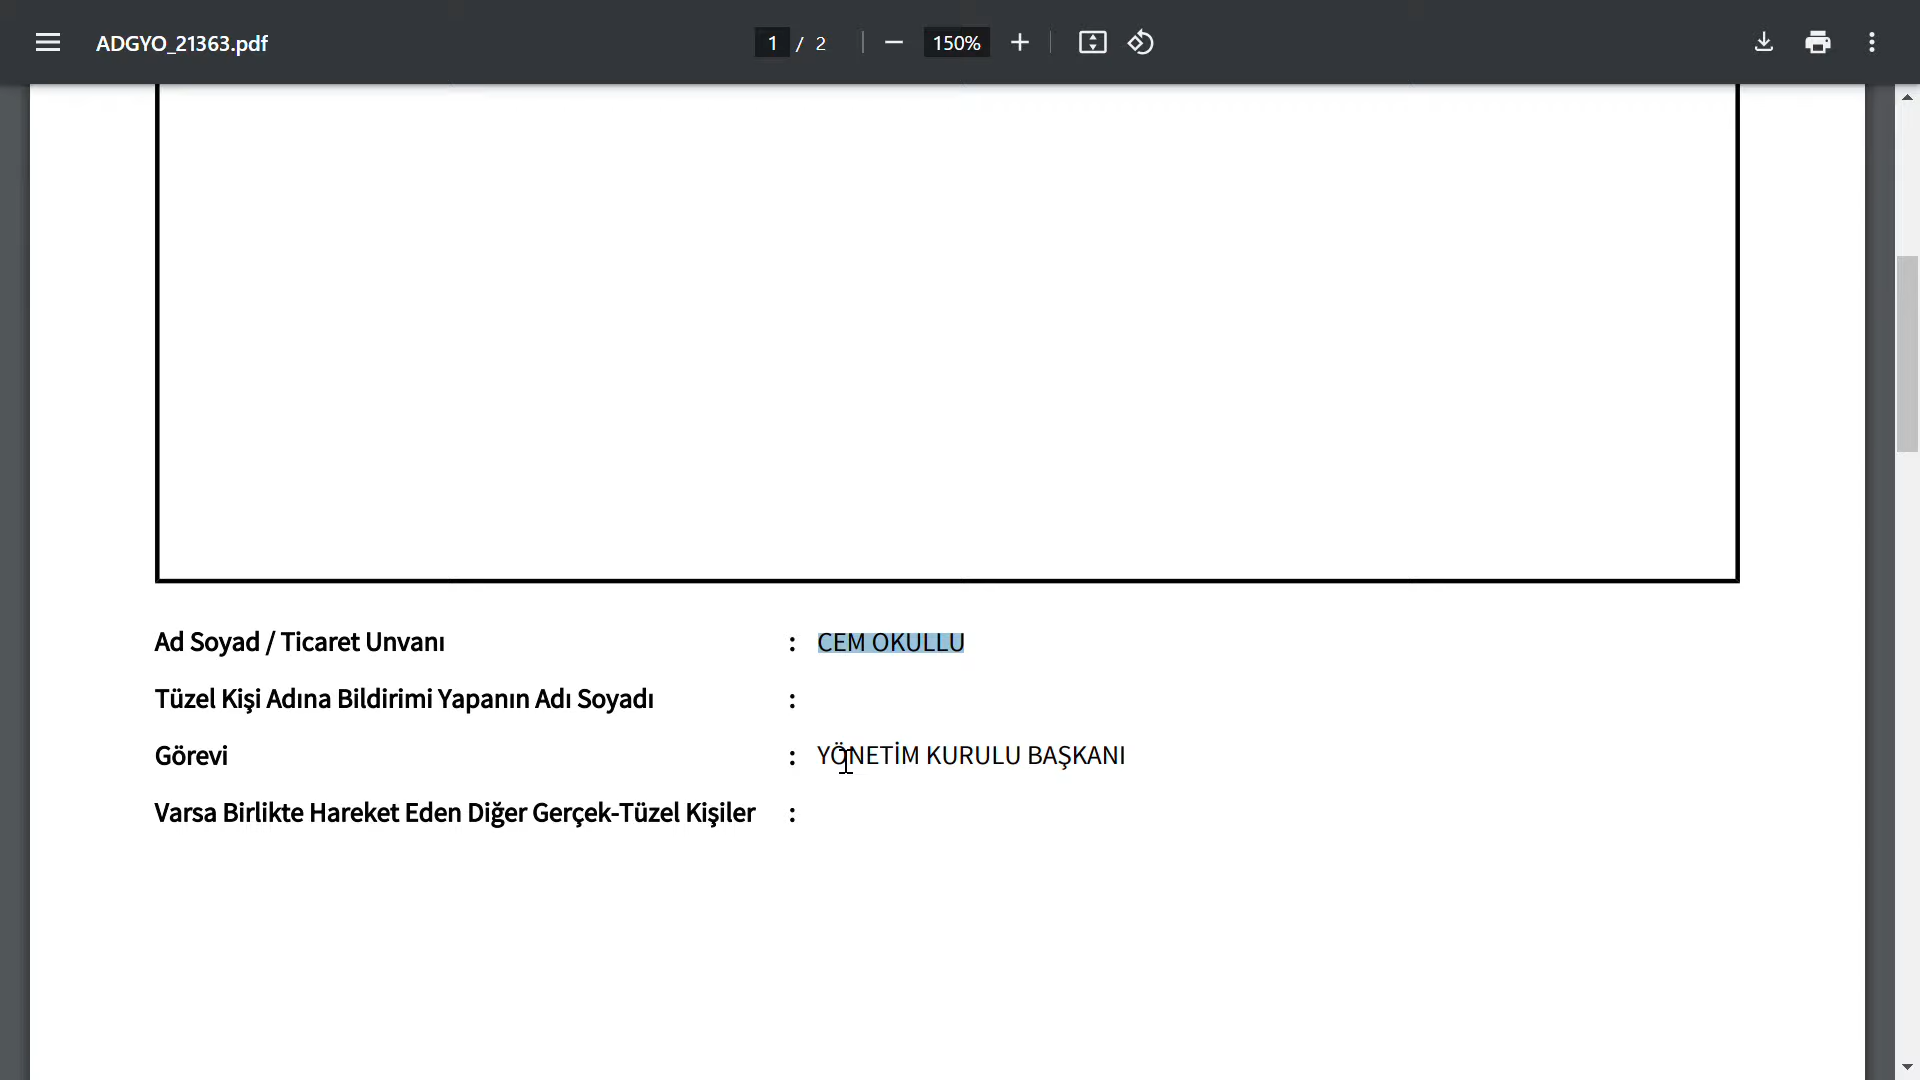 ADGYO_21363.pdf
1 / 2
150%
Ad Soyad / Ticaret Unvanı : CEM OKULLU
Tüzel Kişi Adına Bildirimi Yapanın Adı Soyadı :
Görevi : YÖNETİM KURULU BAŞKANI
Varsa Birlikte Hareket Eden Diğer Gerçek-Tüzel Kişiler :